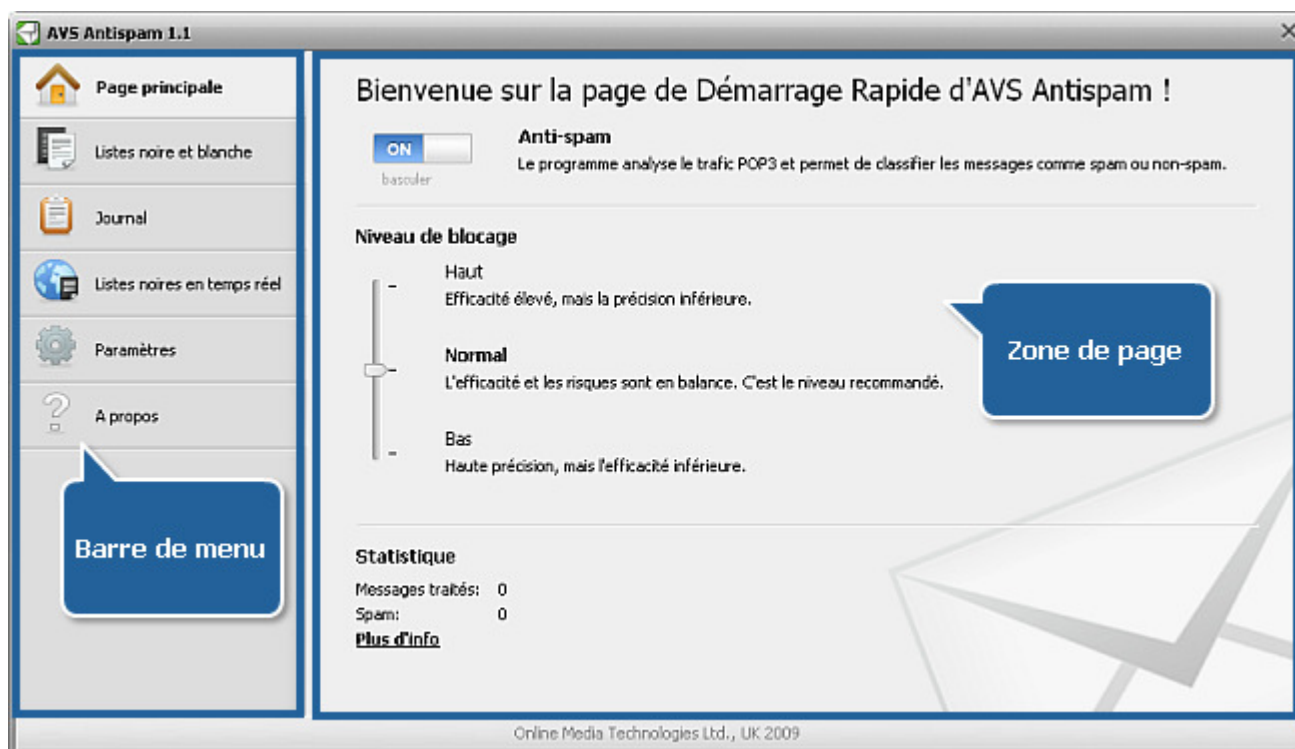 AVS Antispam 1.1
Page principale
Listes noire et blanche
Journal
Listes noires en temps réel
Paramètres
A propos
Barre de menu
Bienvenue sur la page de Démarrage Rapide d'AVS Antispam !
ON
basculer
Anti-spam
Le programme analyse le trafic POP3 et permet de classifier les messages comme spam ou non-spam.
Niveau de blocage
Haut
Efficacité élevé, mais la précision inférieure.
Normal
L'efficacité et les risques sont en balance. C'est le niveau recommandé.
Bas
Haute précision, mais l'efficacité inférieure.
Zone de page
Statistique
Messages traités: 0
Spam: 0
Plus d'info
Online Media Technologies Ltd., UK 2009